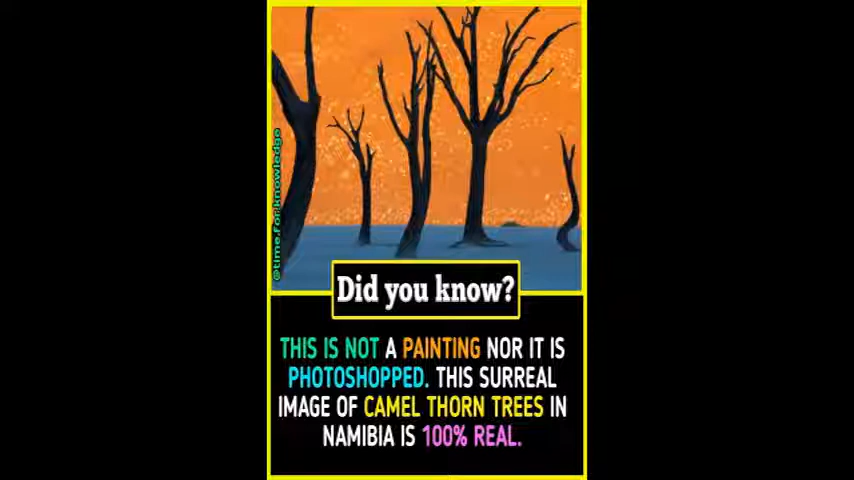 @time.for.knowledge
Did you know?
THIS IS NOT A PAINTING NOR IT IS
PHOTOSHOPPED. THIS SURREAL
IMAGE OF CAMEL THORN TREES IN
NAMIBIA IS 100% REAL.